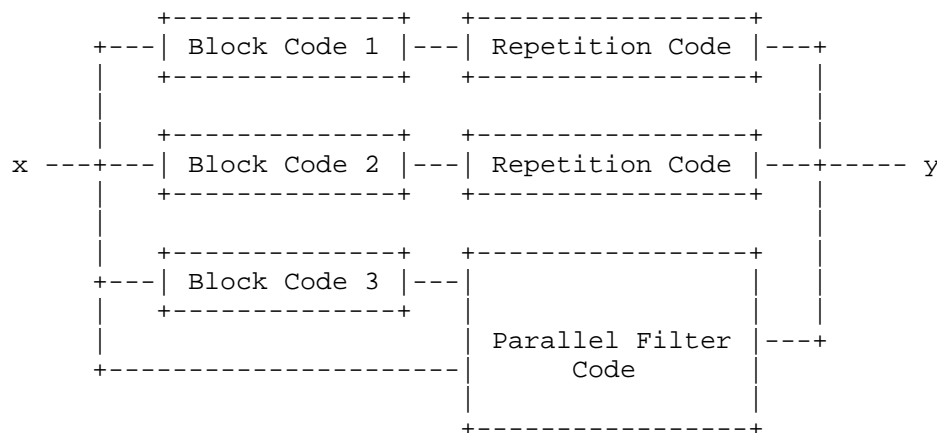 Block Code 1 Repetition Code
x Block Code 2 Repetition Code y
Block Code 3
Parallel Filter
Code